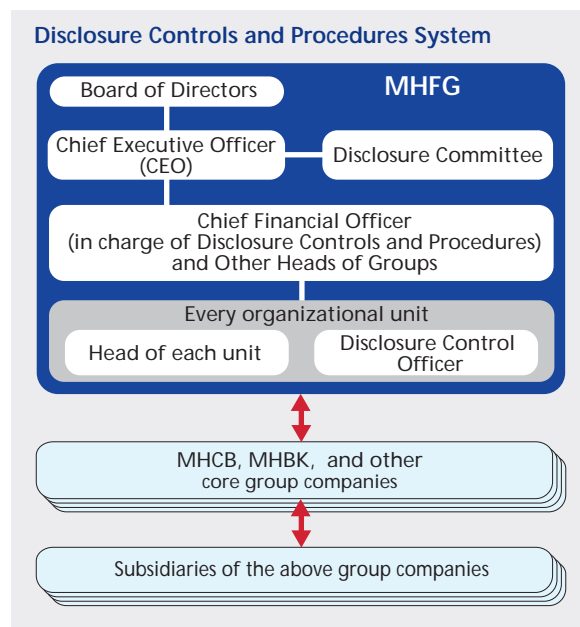 Disclosure Controls and Procedures System
MHFG
Board of Directors
Chief Executive Officer
(CEO)
Disclosure Committee
Chief Financial Officer
(in charge of Disclosure Controls and Procedures)
and Other Heads of Groups
Every organizational unit
Head of each unit
Disclosure Control
Officer
MHCB, MHBK, and other
core group companies
Subsidiaries of the above group companies